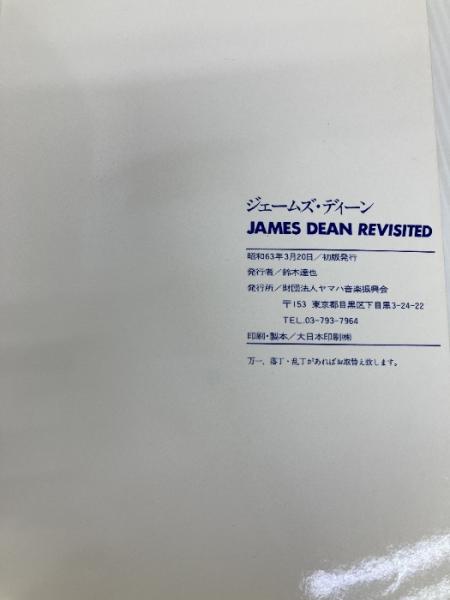 ジェームズ・ディーン
JAMES DEAN REVISITED
昭和63年3月20日／初版発行
発行者／鈴木達也
発行所／財団法人ヤマハ音楽振興会
〒153 東京都目黒区下目黒3-24-22
TEL.03-793-7964
印刷・製本／大日本印刷㈱
万一、落丁・乱丁があればお取替え致します。